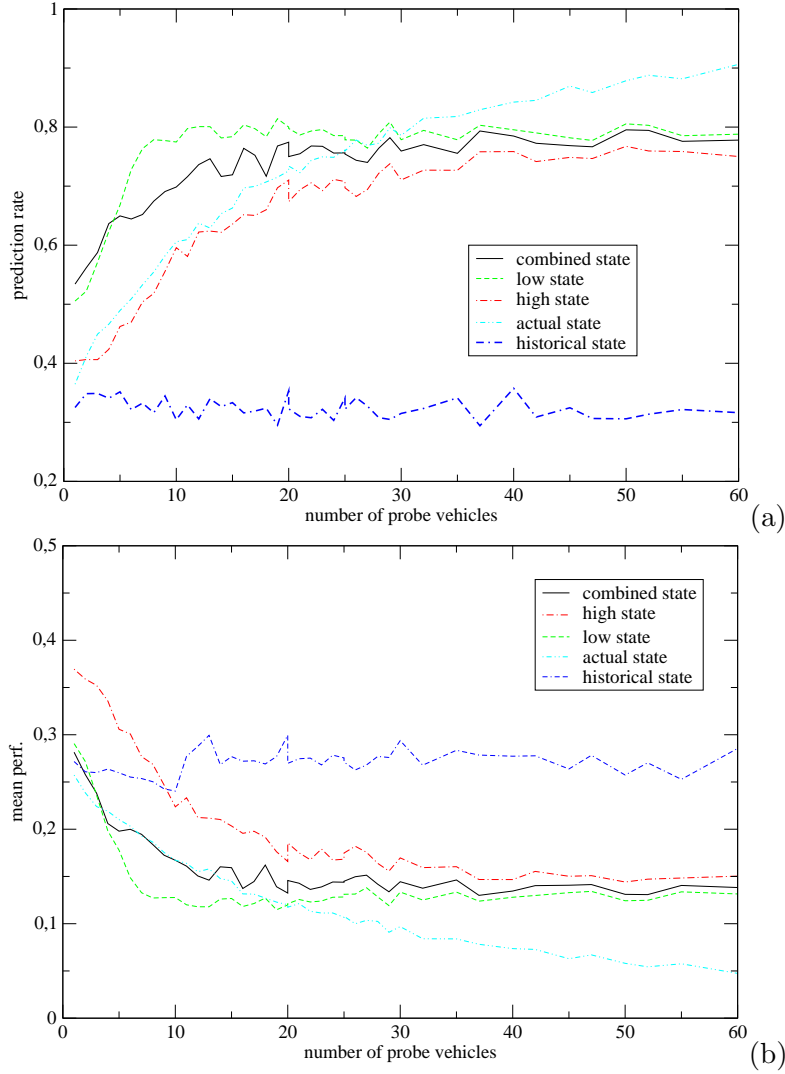 1
0,8
0,6
0,4
0,2
prediction rate
combined state
low state
high state
actual state
historical state
0 10 20 30 40 50 60
number of probe vehicles
(a)
0,5
0,4
0,3
0,2
0,1
0
mean perf.
combined state
high state
low state
actual state
historical state
0 10 20 30 40 50 60
number of probe vehicles
(b)